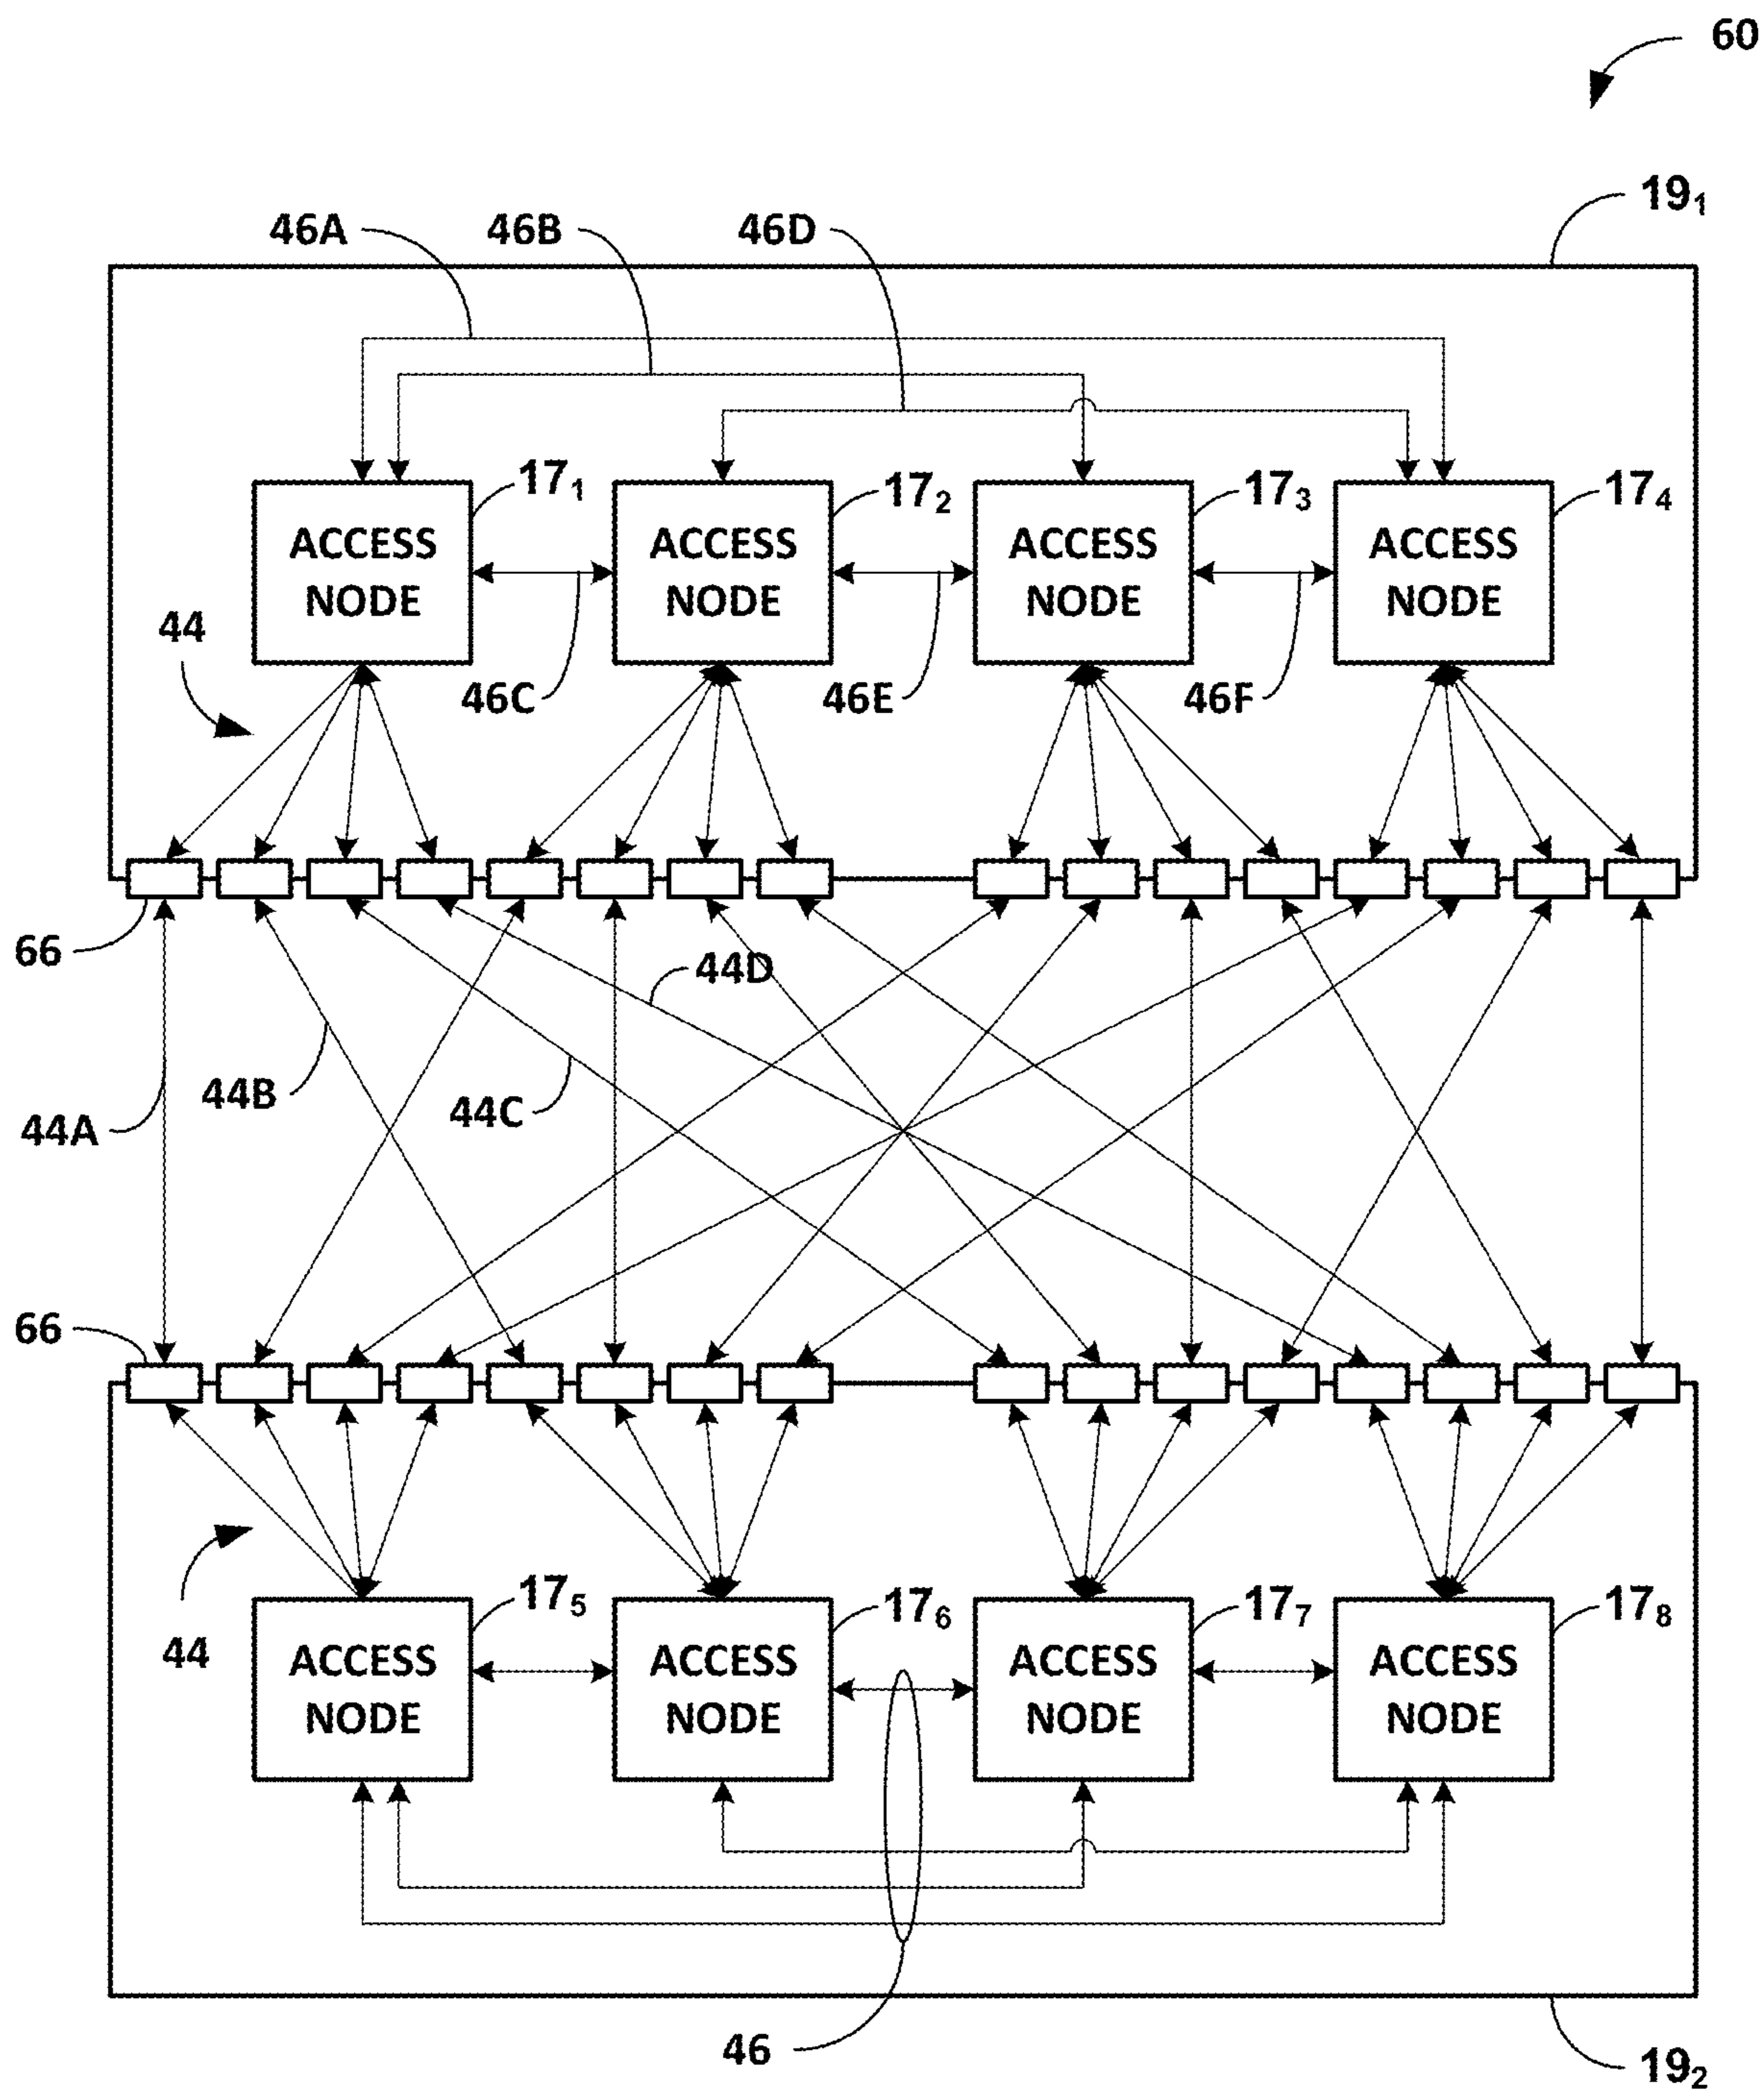 60
19₁
46A 46B 46D
17₁ 17₂ 17₃ 17₄
ACCESS NODE
ACCESS NODE
ACCESS NODE
ACCESS NODE
44
46C 46E 46F
66
44D
44B
44C
44A
66
17₅ 17₆ 17₇ 17₈
44
ACCESS NODE
ACCESS NODE
ACCESS NODE
ACCESS NODE
46
19₂